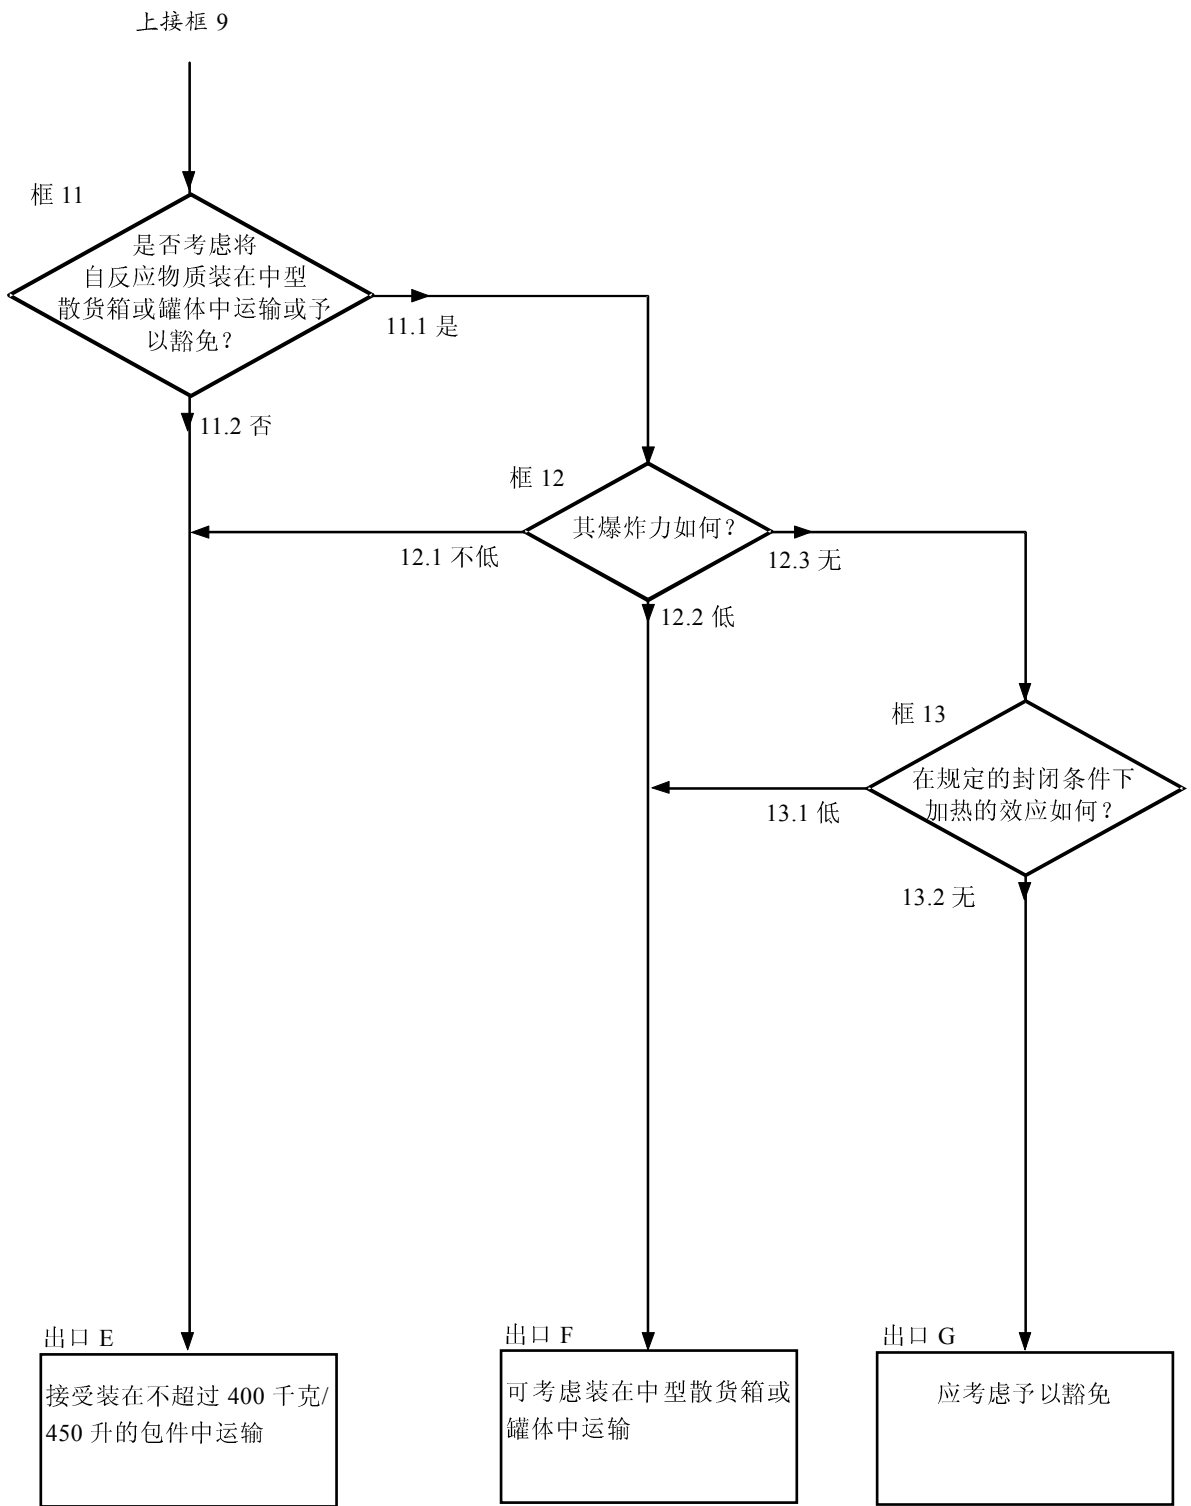 上接框 9
框 11
是否考虑将
自反应物质装在中型
散货箱或罐体中运输或予
以豁免？
11.1 是
11.2 否
框 12
其爆炸力如何？
12.1 不低
12.3 无
12.2 低
框 13
在规定的封闭条件下
加热的效应如何？
13.1 低
13.2 无
出口 E
接受装在不超过 400 千克/
450 升的包件中运输
出口 F
可考虑装在中型散货箱或
罐体中运输
出口 G
应考虑予以豁免